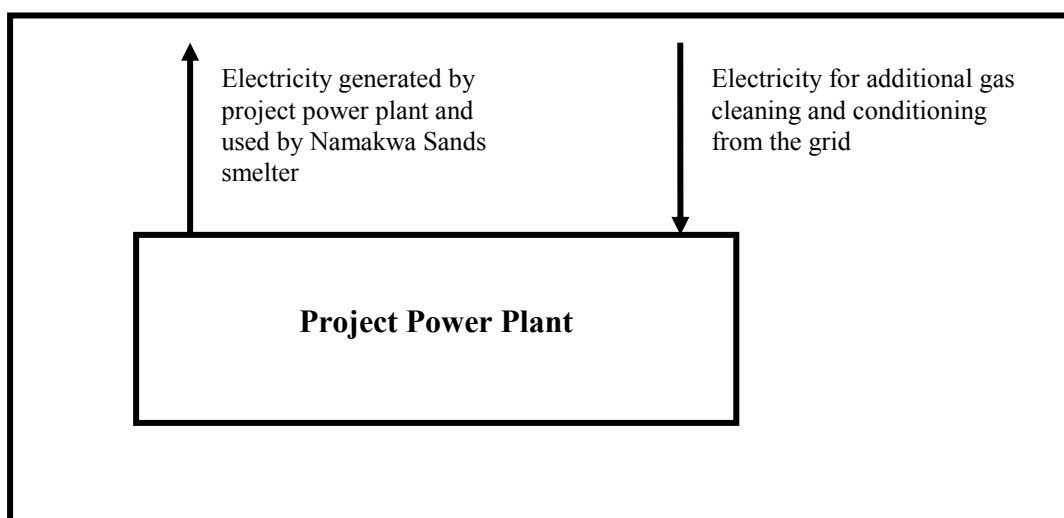 Electricity generated by
project power plant and
used by Namakwa Sands
smelter
Electricity for additional gas
cleaning and conditioning
from the grid
Project Power Plant